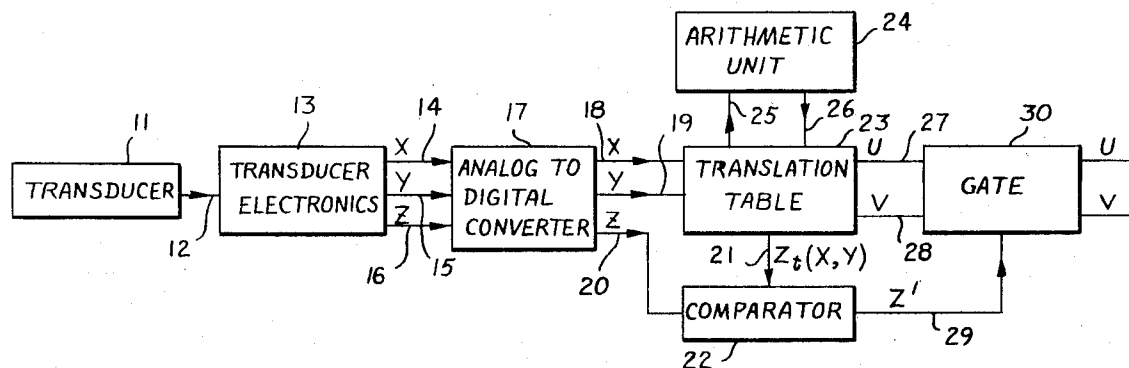 ARITHMETIC
UNIT
24
11
13
14
17
18
25
26
19
23
27
30
TRANSDUCER
12
TRANSDUCER
ELECTRONICS
X
Y
Z
16
15
ANALOG TO
DIGITAL
CONVERTER
X
Y
Z
20
TRANSLATION
TABLE
U
V
28
GATE
U
V
21
Zt(X,Y)
COMPARATOR
22
Z'
29